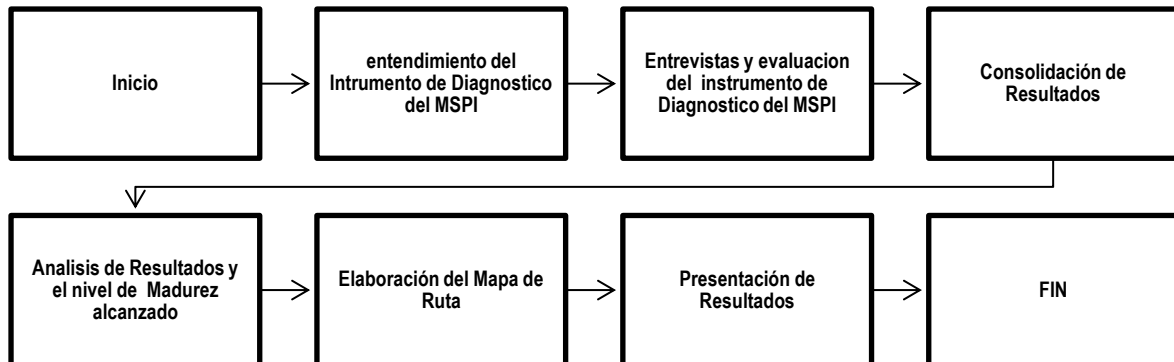 Inicio
entendimiento del
Intrumento de Diagnostico
del MSPI
Entrevistas y evaluacion
del instrumento de
Diagnostico del MSPI
Consolidación de
Resultados
Analisis de Resultados y
el nivel de Madurez
alcanzado
Elaboración del Mapa de
Ruta
Presentación de
Resultados
FIN